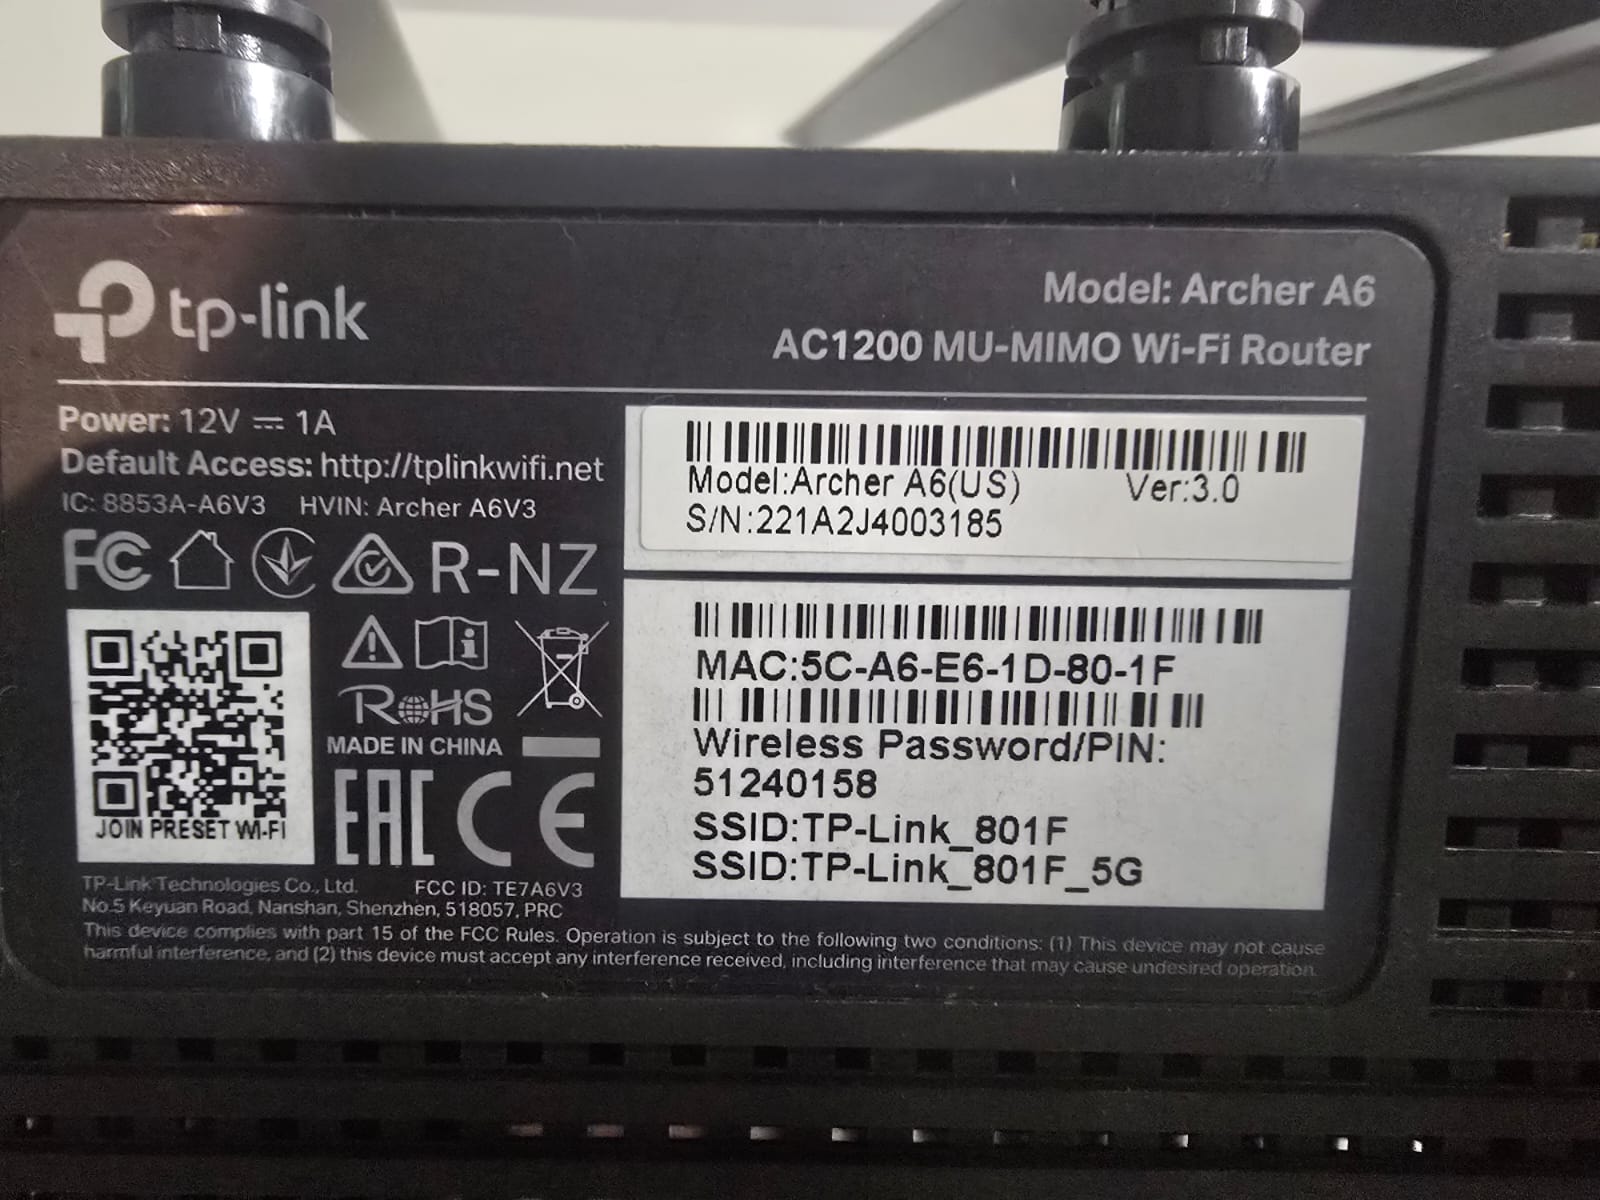 tp-link
Model: Archer A6
AC1200 MU-MIMO Wi-Fi Router
Power: 12V ⎓ 1A
Default Access: http://tplinkwifi.net
IC: 8853A-A6V3 HVIN: Archer A6V3
FC R-NZ
RoHS
MADE IN CHINA
EAC CE
JOIN PRESET WI-FI
Model:Archer A6(US) Ver:3.0
S/N:221A2J4003185
MAC:5C-A6-E6-1D-80-1F
Wireless Password/PIN:
51240158
SSID:TP-Link_801F
SSID:TP-Link_801F_5G
TP-Link Technologies Co., Ltd. FCC ID: TE7A6V3
No.5 Keyuan Road, Nanshan, Shenzhen, 518057, PRC
This device complies with part 15 of the FCC Rules. Operation is subject to the following two conditions: (1) This device may not cause
harmful interference, and (2) this device must accept any interference received, including interference that may cause undesired operation.